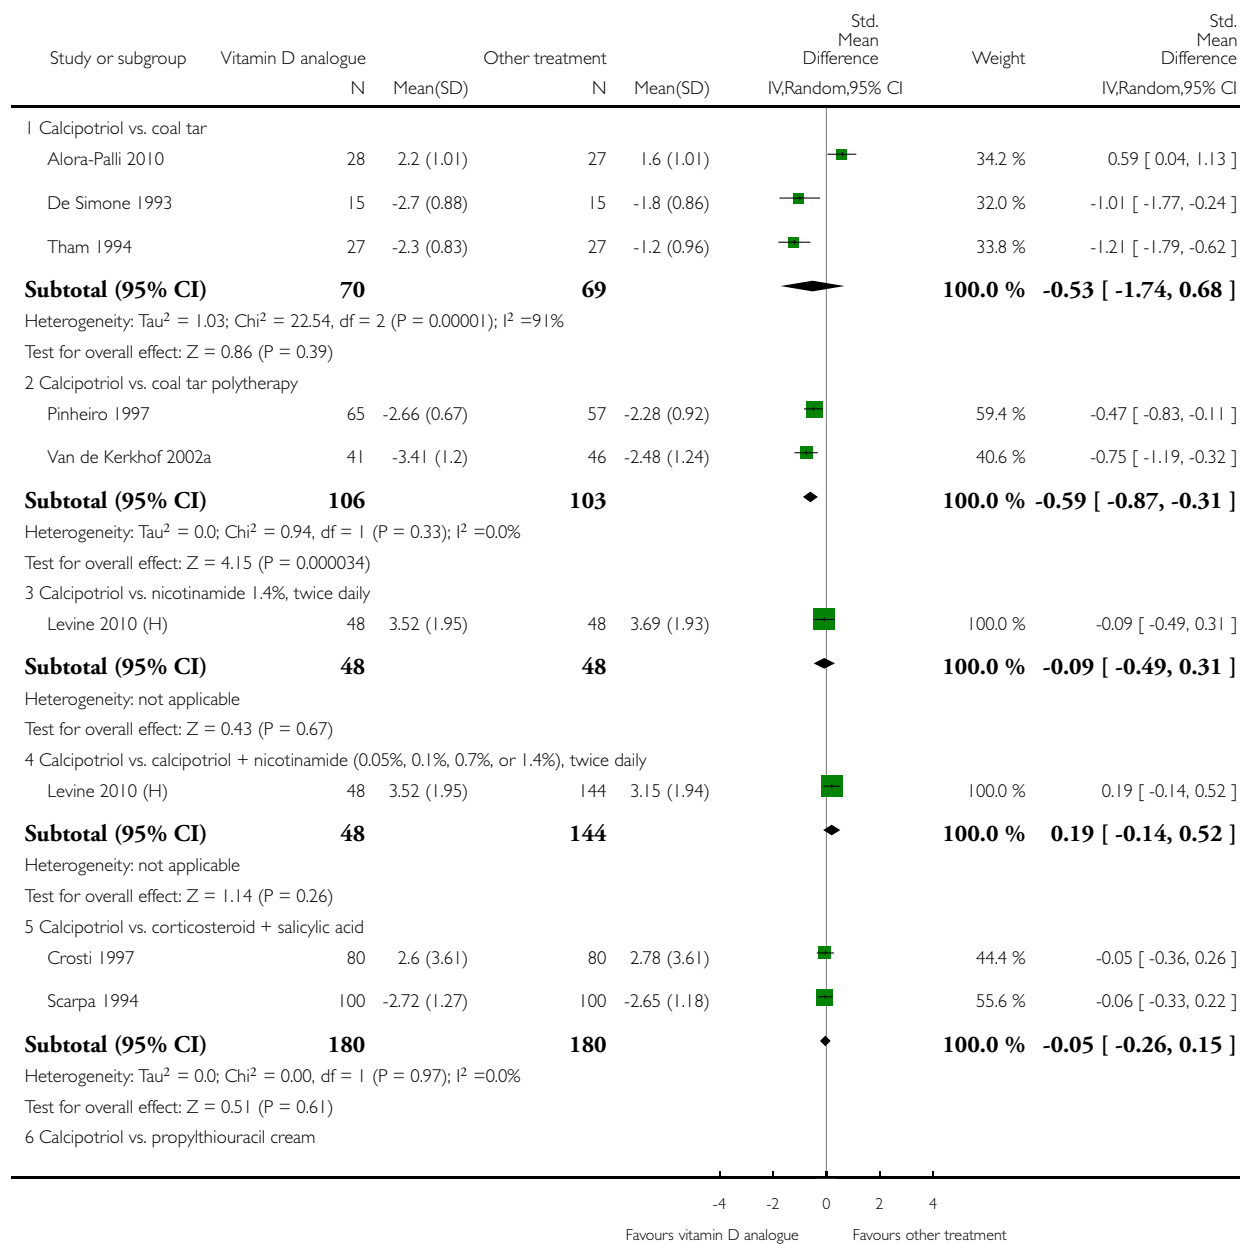 Std. Mean Difference
Std. Mean Difference
Study or subgroup Vitamin D analogue Other treatment Weight
N Mean(SD) N Mean(SD) IV,Random,95% CI IV,Random,95% CI
1 Calcipotriol vs. coal tar
Alora-Palli 2010 28 2.2 (1.01) 27 1.6 (1.01) 34.2 % 0.59 [ 0.04, 1.13 ]
De Simone 1993 15 -2.7 (0.88) 15 -1.8 (0.86) 32.0 % -1.01 [ -1.77, -0.24 ]
Tham 1994 27 -2.3 (0.83) 27 -1.2 (0.96) 33.8 % -1.21 [ -1.79, -0.62 ]
Subtotal (95% CI) 70 69 100.0 % -0.53 [ -1.74, 0.68 ]
Heterogeneity: Tau² = 1.03; Chi² = 22.54, df = 2 (P = 0.00001); I² =91%
Test for overall effect: Z = 0.86 (P = 0.39)
2 Calcipotriol vs. coal tar polytherapy
Pinheiro 1997 65 -2.66 (0.67) 57 -2.28 (0.92) 59.4 % -0.47 [ -0.83, -0.11 ]
Van de Kerkhof 2002a 41 -3.41 (1.2) 46 -2.48 (1.24) 40.6 % -0.75 [ -1.19, -0.32 ]
Subtotal (95% CI) 106 103 100.0 % -0.59 [ -0.87, -0.31 ]
Heterogeneity: Tau² = 0.0; Chi² = 0.94, df = 1 (P = 0.33); I² =0.0%
Test for overall effect: Z = 4.15 (P = 0.000034)
3 Calcipotriol vs. nicotinamide 1.4%, twice daily
Levine 2010 (H) 48 3.52 (1.95) 48 3.69 (1.93) 100.0 % -0.09 [ -0.49, 0.31 ]
Subtotal (95% CI) 48 48 100.0 % -0.09 [ -0.49, 0.31 ]
Heterogeneity: not applicable
Test for overall effect: Z = 0.43 (P = 0.67)
4 Calcipotriol vs. calcipotriol + nicotinamide (0.05%, 0.1%, 0.7%, or 1.4%), twice daily
Levine 2010 (H) 48 3.52 (1.95) 144 3.15 (1.94) 100.0 % 0.19 [ -0.14, 0.52 ]
Subtotal (95% CI) 48 144 100.0 % 0.19 [ -0.14, 0.52 ]
Heterogeneity: not applicable
Test for overall effect: Z = 1.14 (P = 0.26)
5 Calcipotriol vs. corticosteroid + salicylic acid
Crosti 1997 80 2.6 (3.61) 80 2.78 (3.61) 44.4 % -0.05 [ -0.36, 0.26 ]
Scarpa 1994 100 -2.72 (1.27) 100 -2.65 (1.18) 55.6 % -0.06 [ -0.33, 0.22 ]
Subtotal (95% CI) 180 180 100.0 % -0.05 [ -0.26, 0.15 ]
Heterogeneity: Tau² = 0.0; Chi² = 0.00, df = 1 (P = 0.97); I² =0.0%
Test for overall effect: Z = 0.51 (P = 0.61)
6 Calcipotriol vs. propylthiouracil cream
-4 -2 0 2 4
Favours vitamin D analogue Favours other treatment